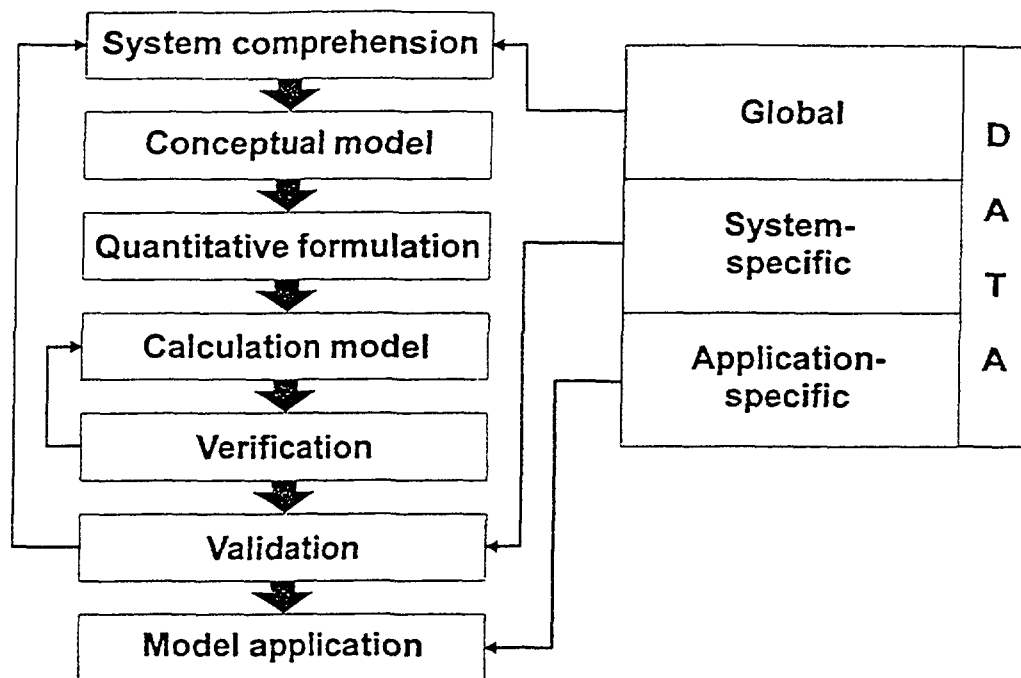 System comprehension
Conceptual model
Quantitative formulation
Calculation model
Verification
Validation
Model application
Global
System-
specific
Application-
specific
D
A
T
A